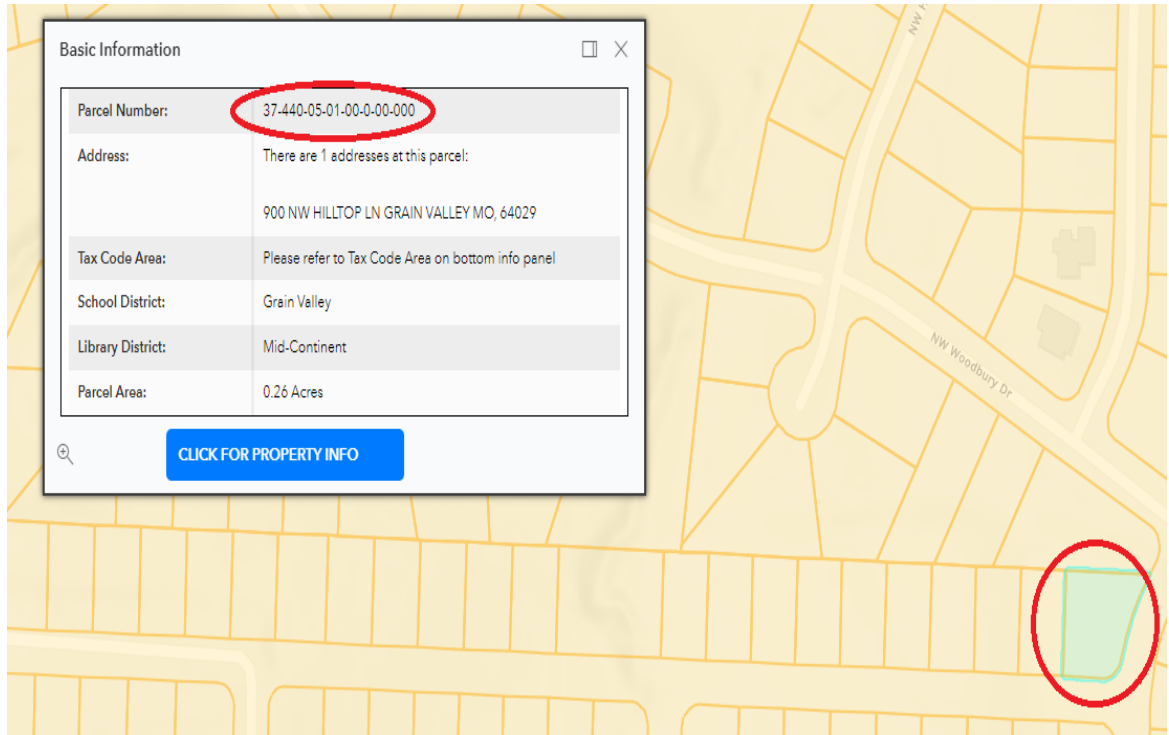 Basic Information
Parcel Number: 37-440-05-01-00-0-00-000
Address: There are 1 addresses at this parcel:
900 NW HILLTOP LN GRAIN VALLEY MO, 64029
Tax Code Area: Please refer to Tax Code Area on bottom info panel
School District: Grain Valley
Library District: Mid-Continent
Parcel Area: 0.26 Acres
CLICK FOR PROPERTY INFO
NW
NW Woodbury Dr